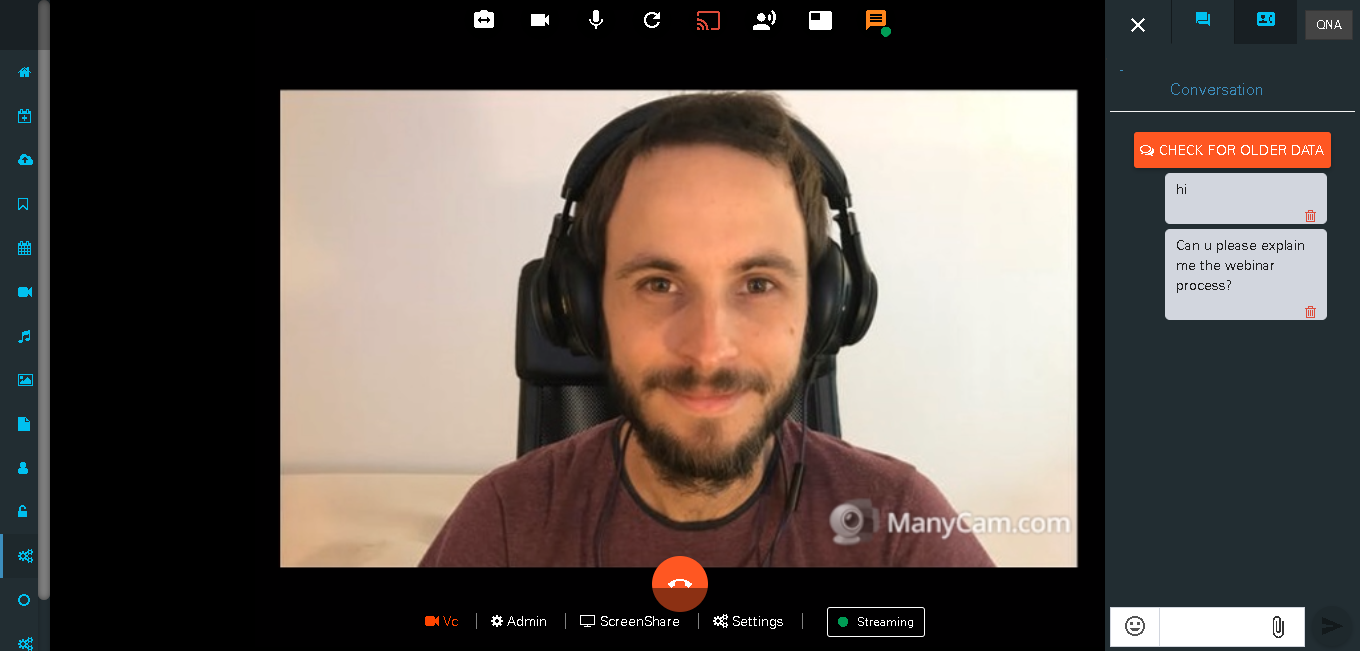 QNA
Conversation
CHECK FOR OLDER DATA
hi
Can u please explain
me the webinar
process?
ManyCam.com
Vc
Admin
ScreenShare
Settings
Streaming